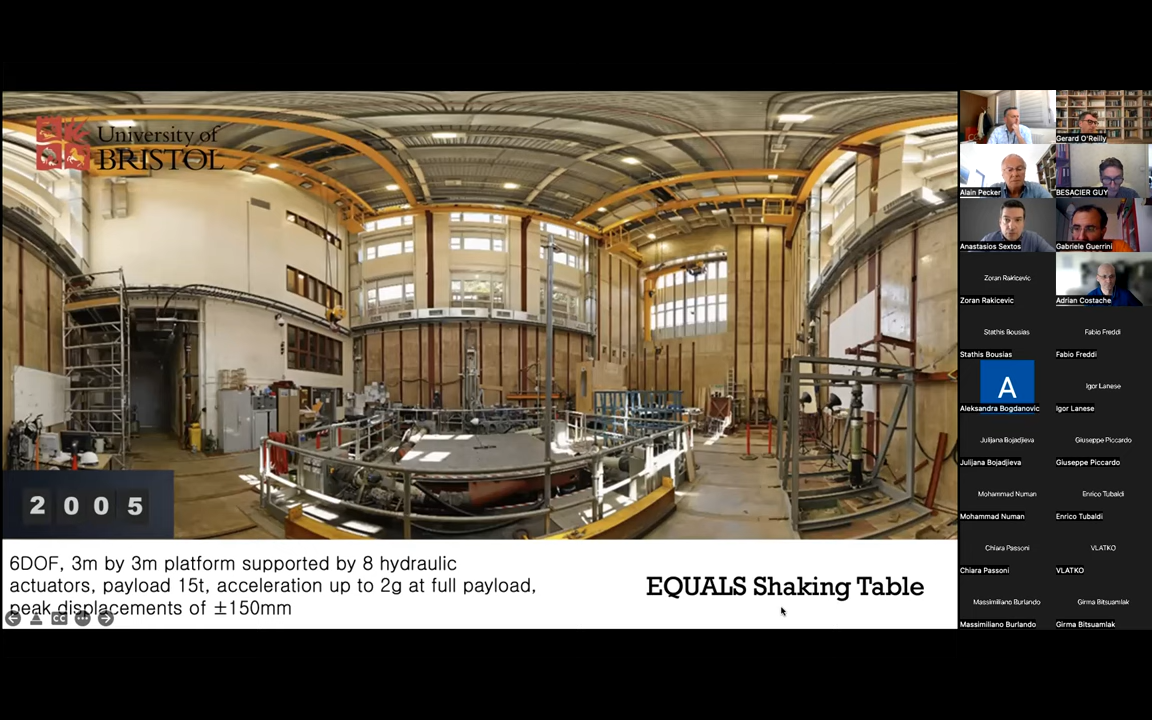 University of
BRISTOL
2005
6DOF, 3m by 3m platform supported by 8 hydraulic
actuators, payload 15t, acceleration up to 2g at full payload,
peak displacements of ±150mm
EQUALS Shaking Table
CC
Gerard O'Reilly
Alain Pecker
BESACIER GUY
Anastasios Sextos
Gabriele Guerrini
Zoran Rakicevic
Zoran Rakicevic
Adrian Costache
Stathis Bousias
Fabio Freddi
Stathis Bousias
Fabio Freddi
A
Igor Lanese
Aleksandra Bogdanovic
Igor Lanese
Julijana Bojadjieva
Giuseppe Piccardo
Julijana Bojadjieva
Giuseppe Piccardo
Mohammad Numan
Enrico Tubaldi
Mohammad Numan
Enrico Tubaldi
Chiara Passoni
VLATKO
Chiara Passoni
VLATKO
Massimiliano Burlando
Girma Bitsuamlak
Massimiliano Burlando
Girma Bitsuamlak